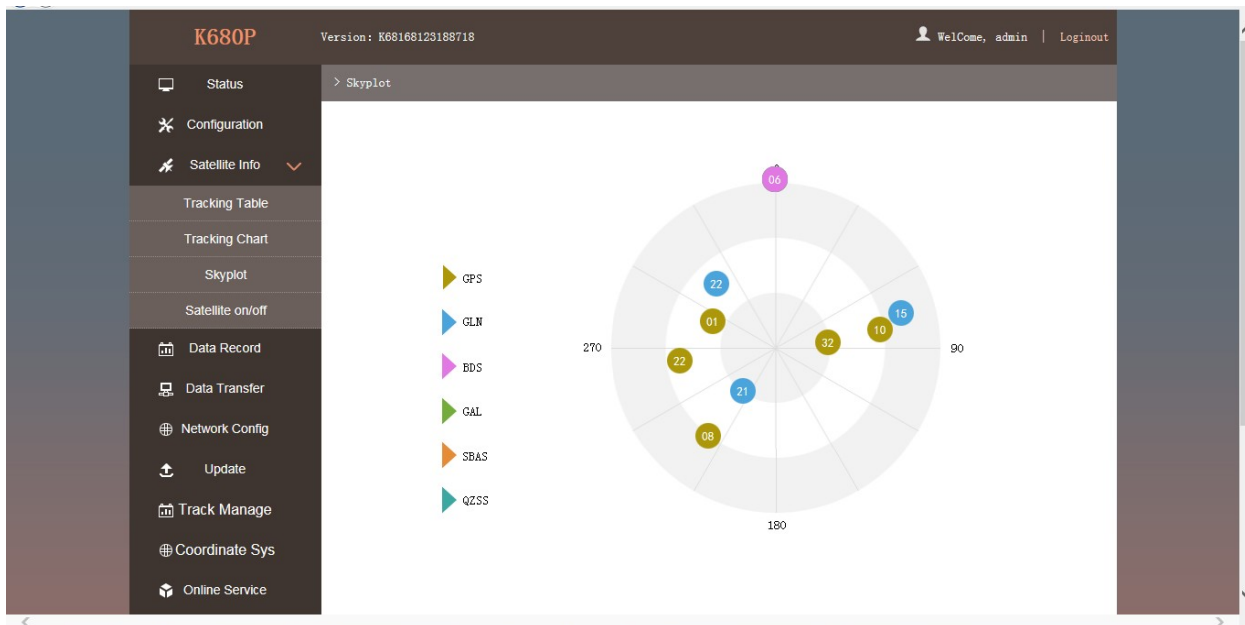 K680P
Version: K68168123188718
WelCome, admin | Loginout
Status
> Skyplot
Configuration
Satellite Info
Tracking Table
Tracking Chart
Skyplot
Satellite on/off
Data Record
Data Transfer
Network Config
Update
Track Manage
Coordinate Sys
Online Service
GPS
GLN
BDS
GAL
SBAS
QZSS
06
22
01
15
10
32
270
90
22
21
08
180